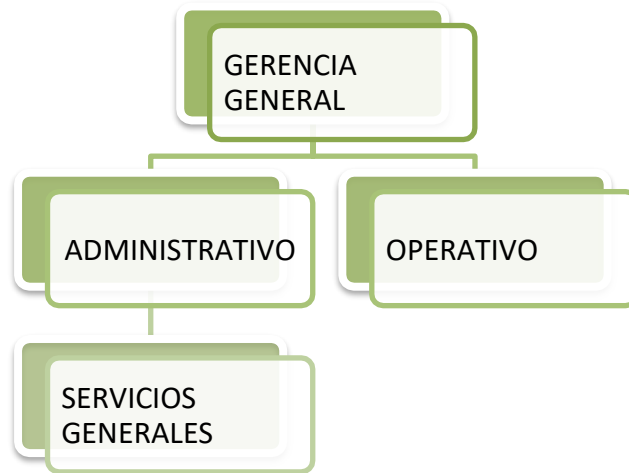 GERENCIA
GENERAL
ADMINISTRATIVO
OPERATIVO
SERVICIOS
GENERALES